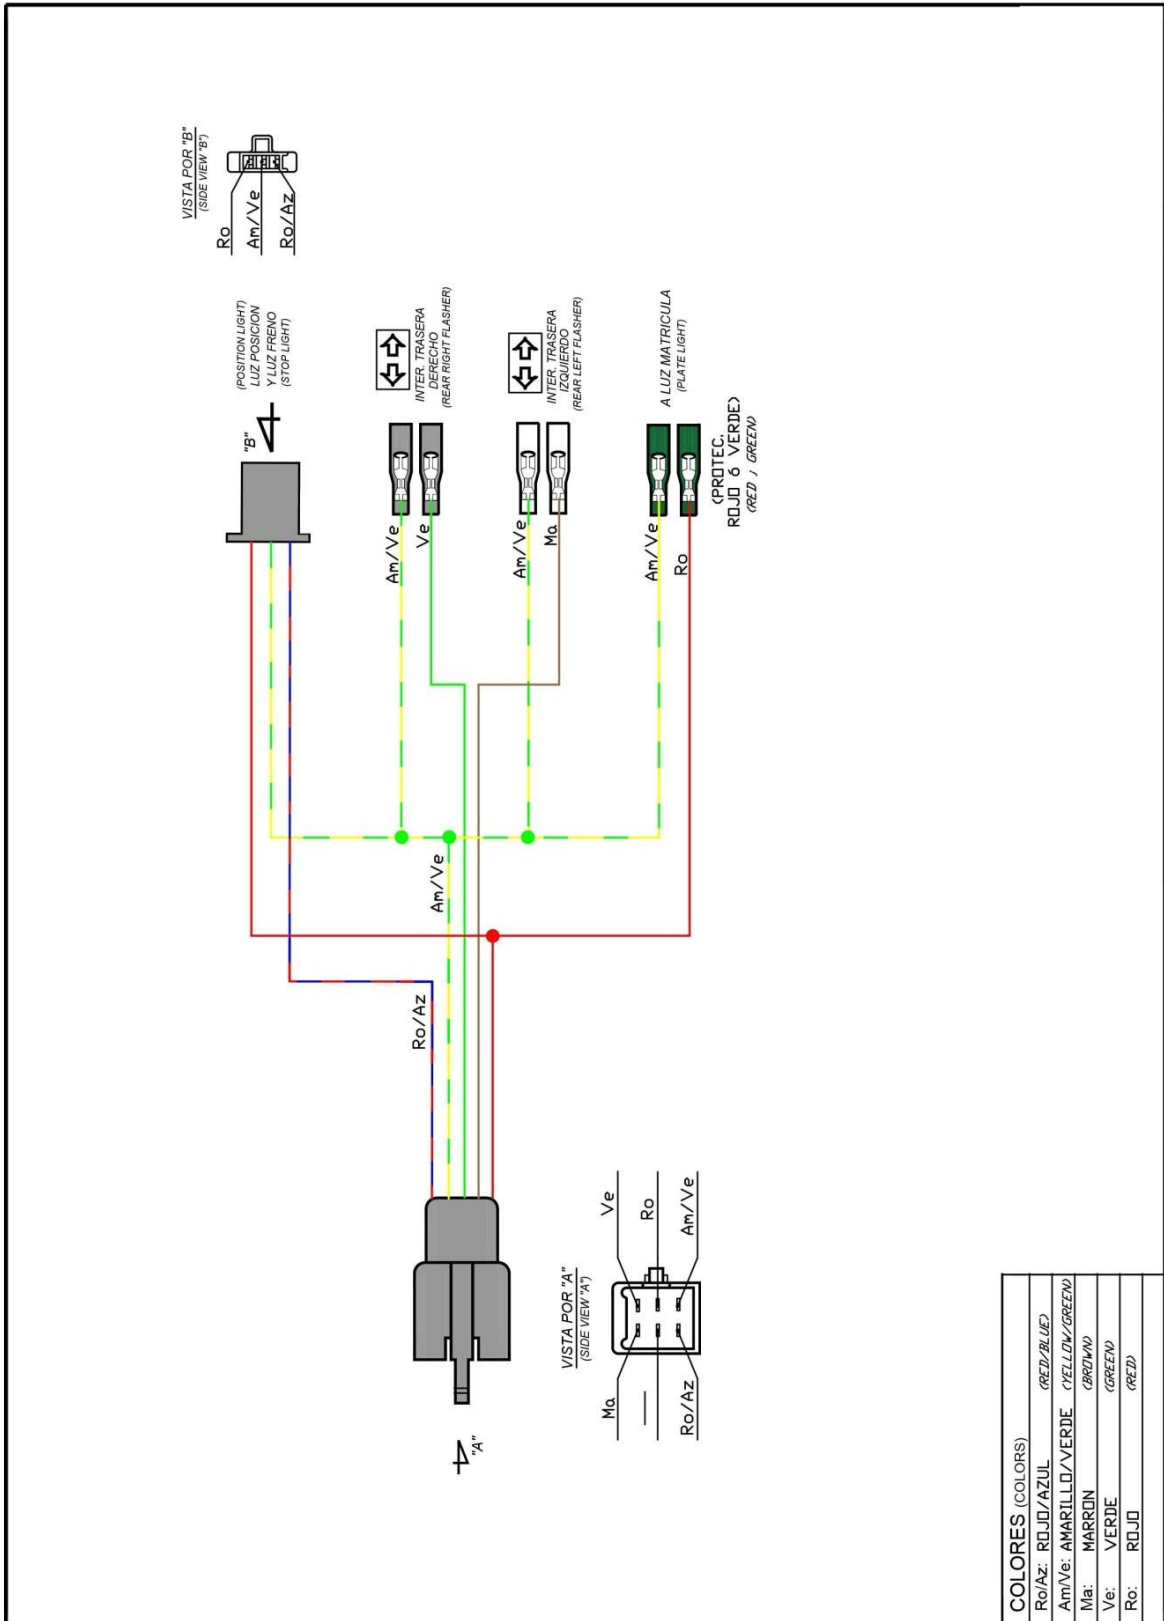 VISTA POR "B"
(SIDE VIEW "B")
Ro
Am/Ve
Ro/Az
(POSITION LIGHT)
LUZ POSICION
Y LUZ FRENO
(STOP LIGHT)
"B"
INTER. TRASERA
DERECHO
(REAR RIGHT FLASHER)
Am/Ve
Ve
INTER. TRASERA
IZQUIERDO
(REAR LEFT FLASHER)
Am/Ve
Ma
A LUZ MATRICULA
(PLATE LIGHT)
Am/Ve
Ro
(PROTEC.
ROJO ó VERDE)
(RED / GREEN)
Am/Ve
Ro/Az
"A"
VISTA POR "A"
(SIDE VIEW "A")
Ve
Ro
Am/Ve
Ma
—
Ro/Az
COLORES (COLORS)
Ro/Az: ROJO/AZUL (RED/BLUE)
Am/Ve: AMARILLO/VERDE (YELLOW/GREEN)
Ma: MARRON (BROWN)
Ve: VERDE (GREEN)
Ro: ROJO (RED)